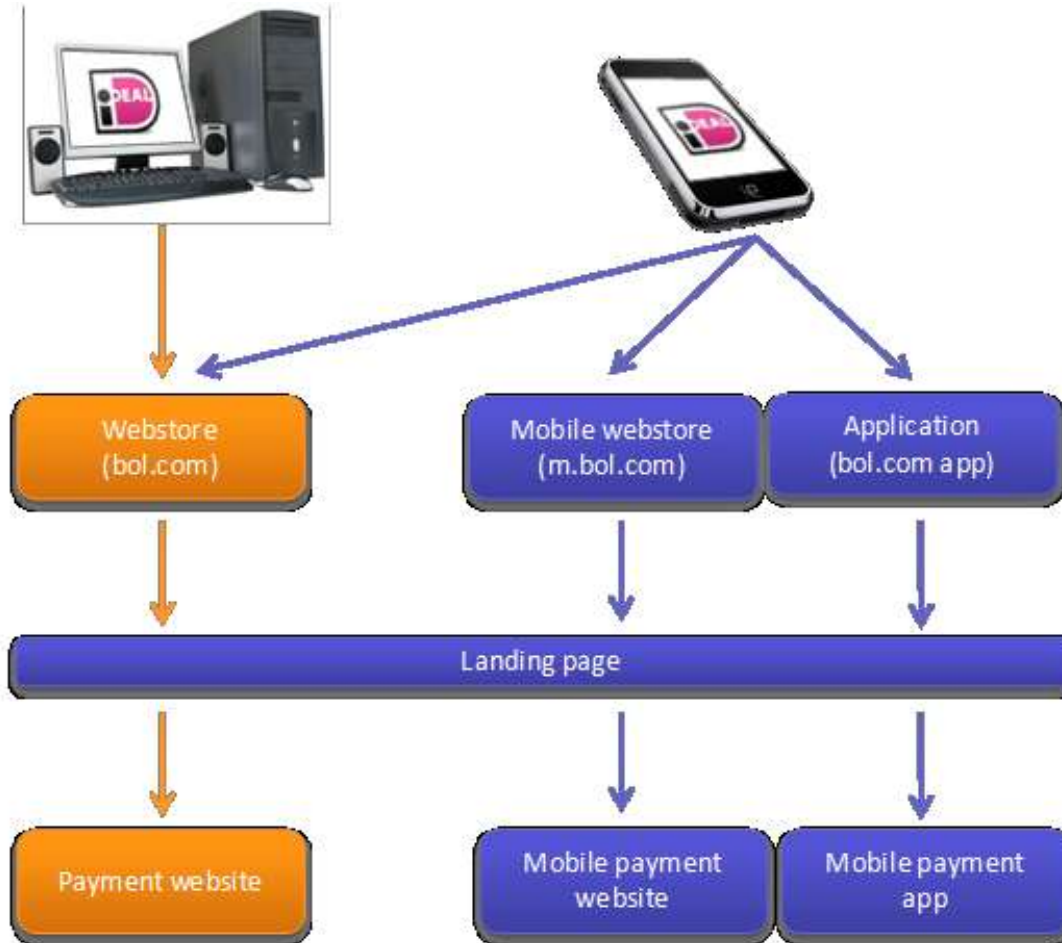 iDEAL
iDEAL
Webstore
(bol.com)
Mobile webstore
(m.bol.com)
Application
(bol.com app)
Landing page
Payment website
Mobile payment
website
Mobile payment
app